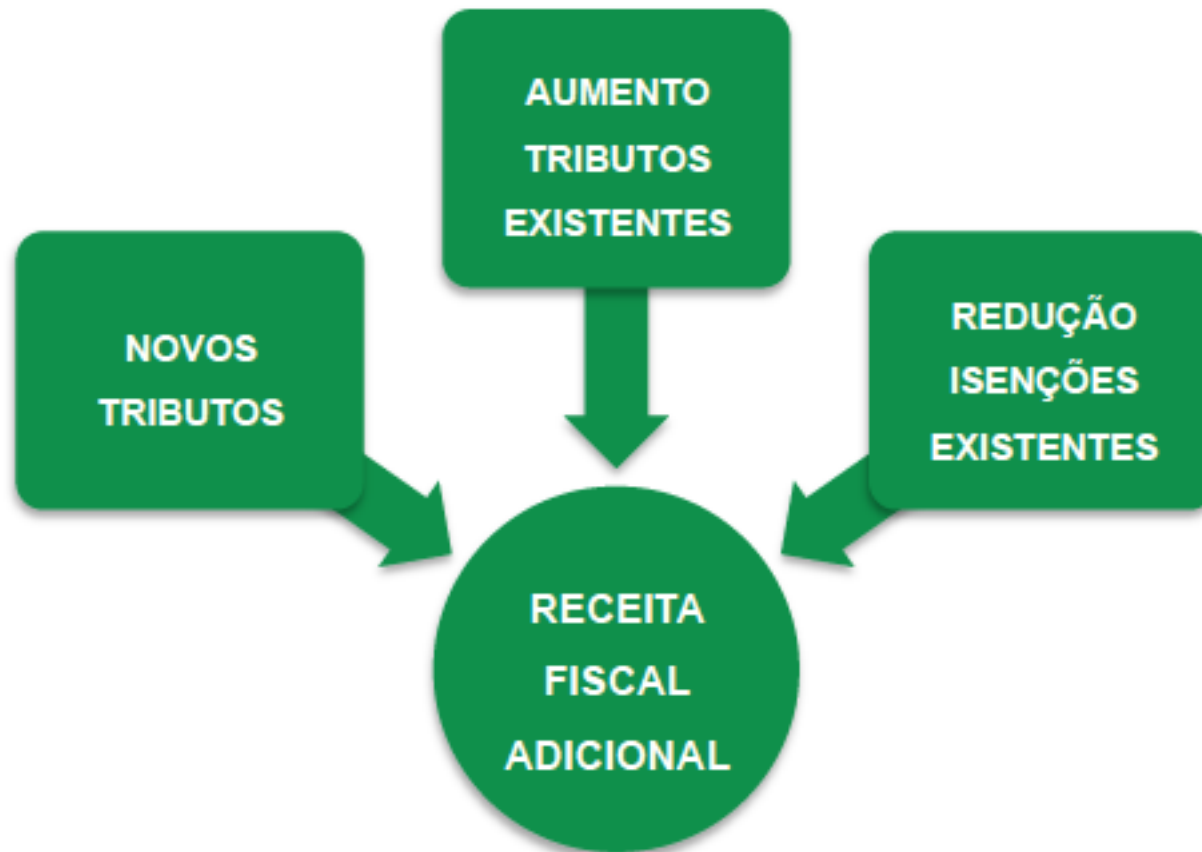 AUMENTO
TRIBUTOS
EXISTENTES
NOVOS
TRIBUTOS
REDUÇÃO
ISENÇÕES
EXISTENTES
RECEITA
FISCAL
ADICIONAL